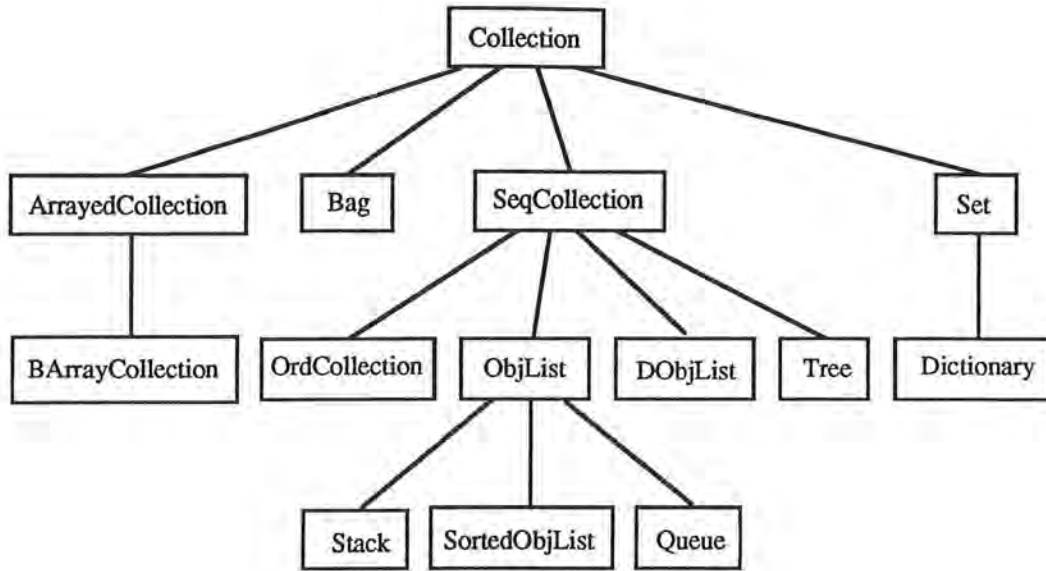 Collection
ArrayedCollection
Bag
SeqCollection
Set
BArrayCollection
OrdCollection
ObjList
DObjList
Tree
Dictionary
Stack
SortedObjList
Queue